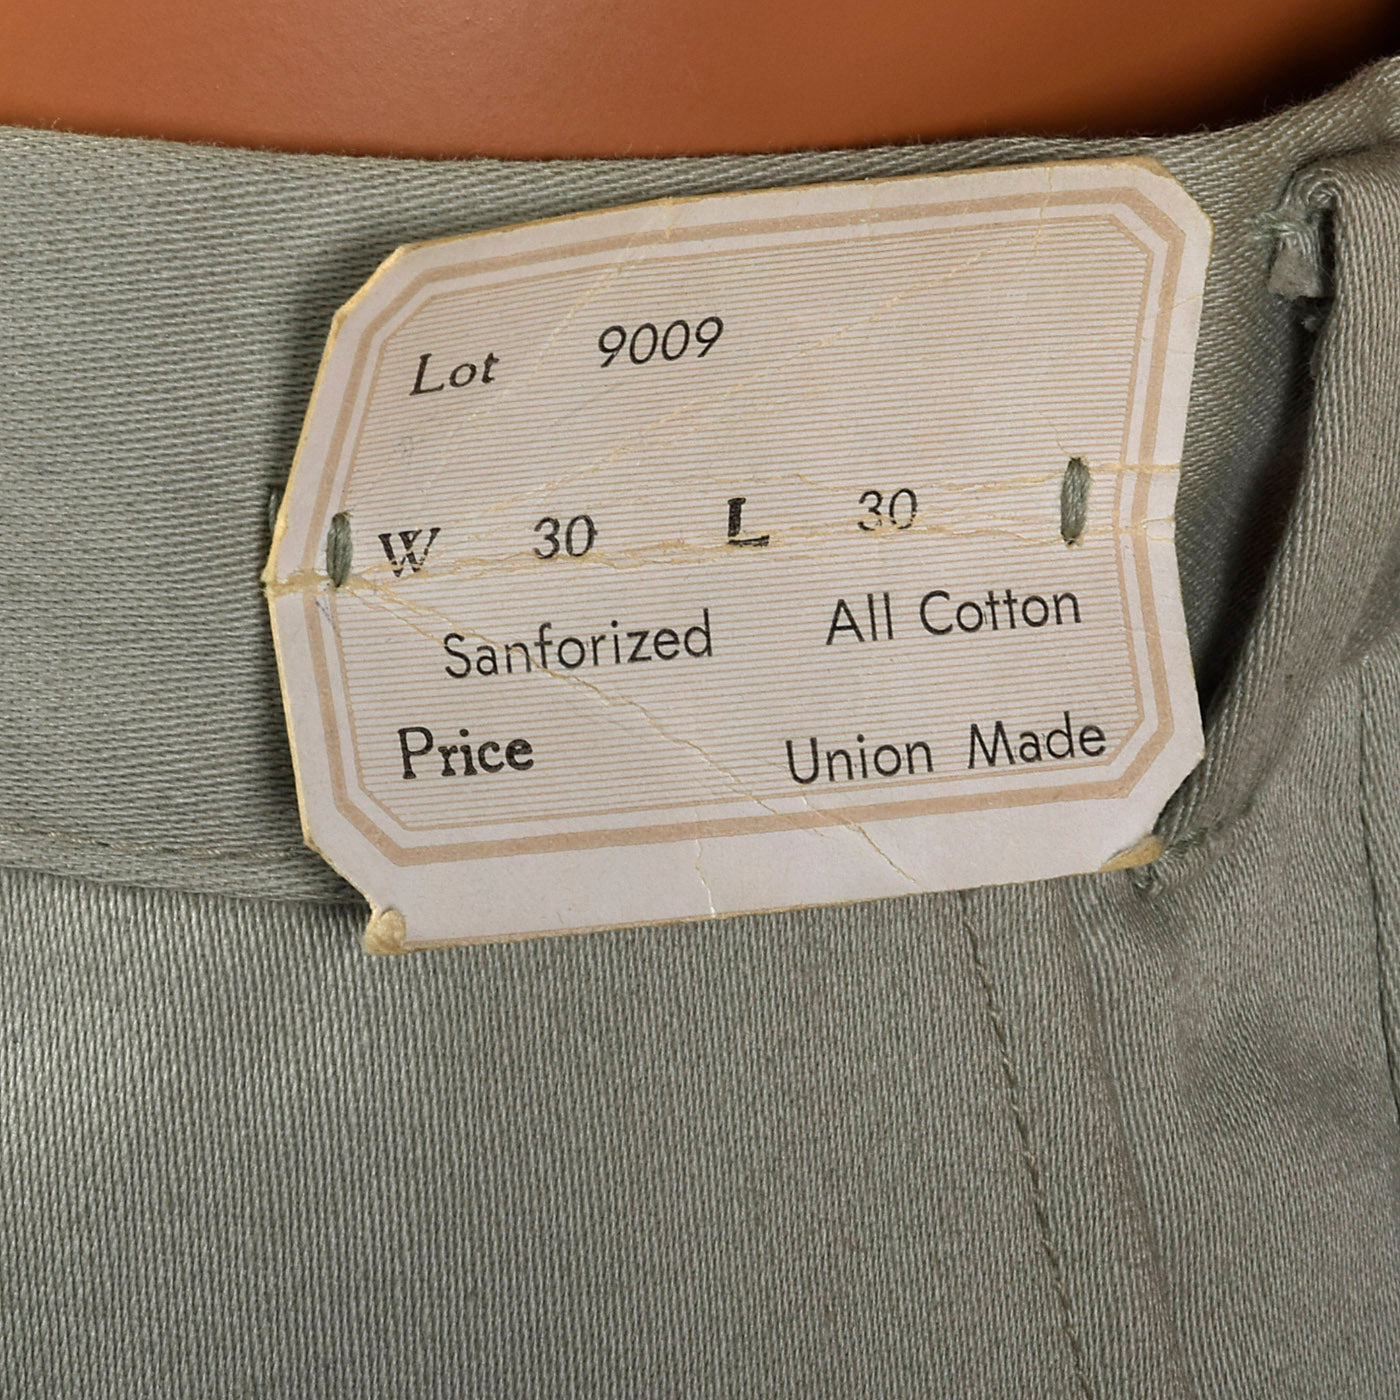 Lot 9009
W 30 L 30
Sanforized All Cotton
Price Union Made